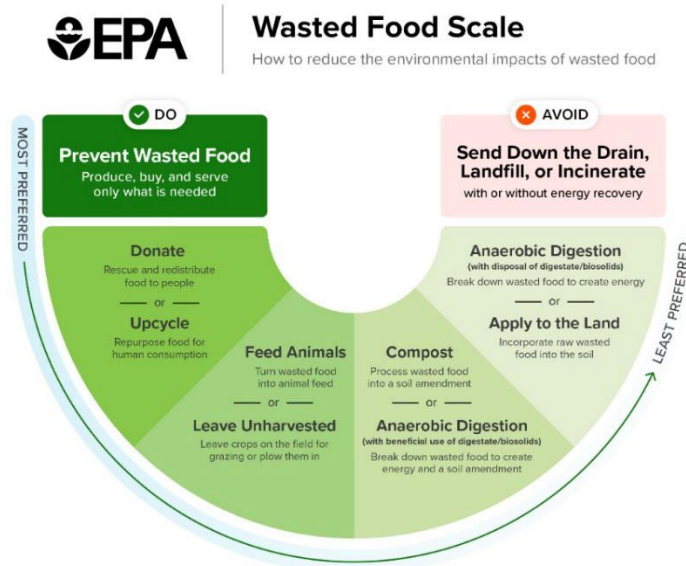 EPA
Wasted Food Scale
How to reduce the environmental impacts of wasted food
DO
Prevent Wasted Food
Produce, buy, and serve
only what is needed
AVOID
Send Down the Drain,
Landfill, or Incinerate
with or without energy recovery
MOST PREFERRED
Donate
Rescue and redistribute
food to people
or
Upcycle
Repurpose food for
human consumption
Feed Animals
Turn wasted food
into animal feed
or
Leave Unharvested
Leave crops on the field for
grazing or plow them in
Compost
Process wasted food
into a soil amendment
or
Anaerobic Digestion
(with beneficial use of digestate/biosolids)
Break down wasted food to create
energy and a soil amendment
Anaerobic Digestion
(with disposal of digestate/biosolids)
Break down wasted food to create energy
or
Apply to the Land
Incorporate raw wasted
food into the soil
LEAST PREFERRED